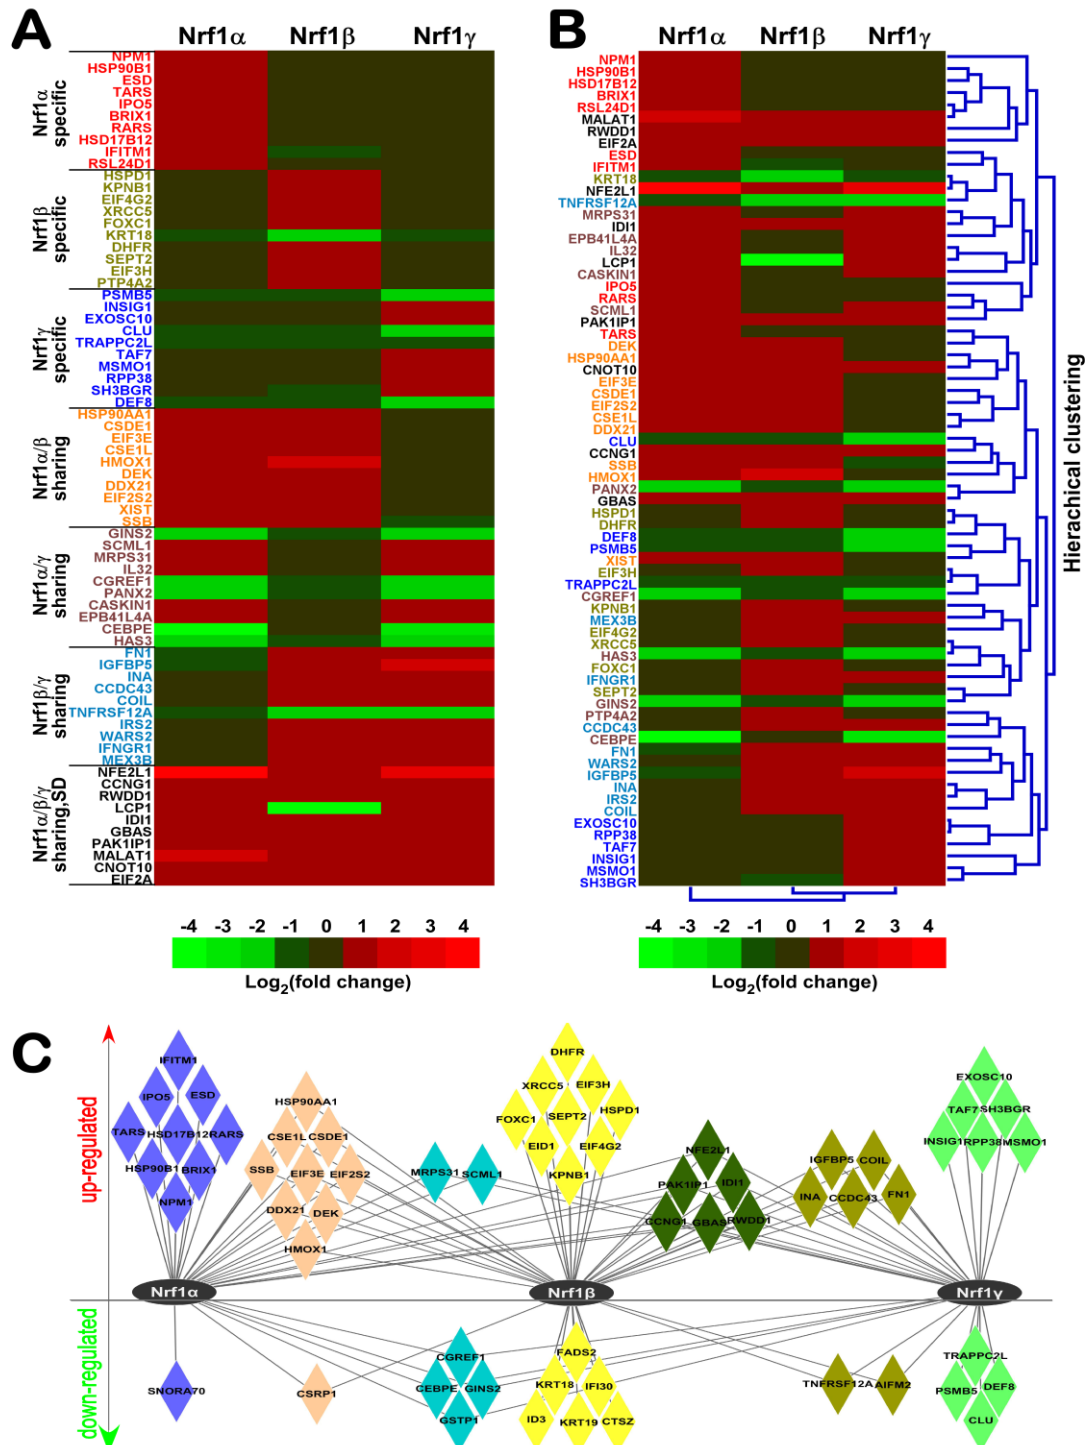 A
Nrf1α Nrf1β Nrf1γ
Nrf1α
specific
NPM1
HSP90B1
ESD
TARS
IPO5
BRIX1
RARS
HSD17B12
IFITM1
RSL24D1
Nrf1β
specific
HSPD1
KPNB1
EIF4G2
XRCC5
FOXC1
KRT18
DHFR
SEPT2
EIF3H
PTP4A2
Nrf1γ
specific
PSMB5
INSIG1
EXOSC10
CLU
TRAPPC2L
TAF7
MSMO1
RPP38
SH3BGR
DEF8
Nrf1α/β
sharing
HSP90AA1
CSDE1
EIF3E
CSE1L
HMOX1
DEK
DDX21
EIF2S2
XIST
SSB
Nrf1α/γ
sharing
GINS2
SCML1
MRPS31
IL32
CGREF1
PANX2
CASKIN1
EPB41L4A
CEBPE
HAS3
Nrf1β/γ
sharing
FN1
IGFBP5
INA
CCDC43
COIL
TNFRSF12A
IRS2
WARS2
IFNGR1
MEX3B
Nrf1α/β/γ
sharing,SD
NFE2L1
CCNG1
RWDD1
LCP1
IDI1
GBAS
PAK1IP1
MALAT1
CNOT10
EIF2A
-4 -3 -2 -1 0 1 2 3 4
Log2(fold change)
B
Nrf1α Nrf1β Nrf1γ
NPM1
HSP90B1
HSD17B12
BRIX1
RSL24D1
MALAT1
RWDD1
EIF2A
ESD
IFITM1
KRT18
NFE2L1
TNFRSF12A
MRPS31
IDI1
EPB41L4A
IL32
LCP1
CASKIN1
IPO5
RARS
SCML1
PAK1IP1
TARS
DEK
HSP90AA1
CNOT10
EIF3E
CSDE1
EIF2S2
CSE1L
DDX21
CLU
CCNG1
SSB
HMOX1
PANX2
GBAS
HSPD1
DHFR
DEF8
PSMB5
XIST
EIF3H
TRAPPC2L
CGREF1
KPNB1
MEX3B
EIF4G2
XRCC5
HAS3
FOXC1
IFNGR1
SEPT2
GINS2
PTP4A2
CCDC43
CEBPE
FN1
WARS2
IGFBP5
INA
IRS2
COIL
EXOSC10
RPP38
TAF7
INSIG1
MSMO1
SH3BGR
Hierachical clustering
-4 -3 -2 -1 0 1 2 3 4
Log2(fold change)
C
up-regulated
IFITM1
IPO5 ESD
TARS HSD17B12 RARS
HSP90B1 BRIX1
NPM1
HSP90AA1
CSE1L CSDE1
SSB EIF3E EIF2S2
DDX21 DEK
HMOX1
MRPS31 SCML1
DHFR
XRCC5 EIF3H
FOXC1 SEPT2 HSPD1
EID1 EIF4G2
KPNB1
NFE2L1
PAK1IP1 IDI1
CCNG1 GBAS RWDD1
IGFBP5 COIL
INA CCDC43 FN1
EXOSC10
TAF7 SH3BGR
INSIG1 RPP38 MSMO1
Nrf1α Nrf1β Nrf1γ
down-regulated
SNORA70
CSRP1
CGREF1
CEBPE GINS2
GSTP1
FADS2
KRT18 IFI30
ID3 KRT19 CTSZ
TNFRSF12A AIFM2
TRAPPC2L
PSMB5 DEF8
CLU